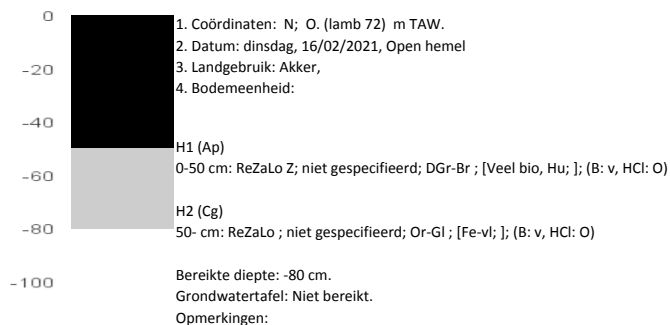 0
-20
-40
-60
-80
-100
1. Coördinaten: N; O. (lamb 72) m TAW.
2. Datum: dinsdag, 16/02/2021, Open hemel
3. Landgebruik: Akker,
4. Bodemeenheid:
H1 (Ap)
0-50 cm: ReZaLo Z; niet gespecifieerd; DGr-Br ; [Veel bio, Hu; ]; (B: v, HCl: O)
H2 (Cg)
50- cm: ReZaLo ; niet gespecifieerd; Or-Gl ; [Fe-vl; ]; (B: v, HCl: O)
Bereikte diepte: -80 cm.
Grondwatertafel: Niet bereikt.
Opmerkingen: